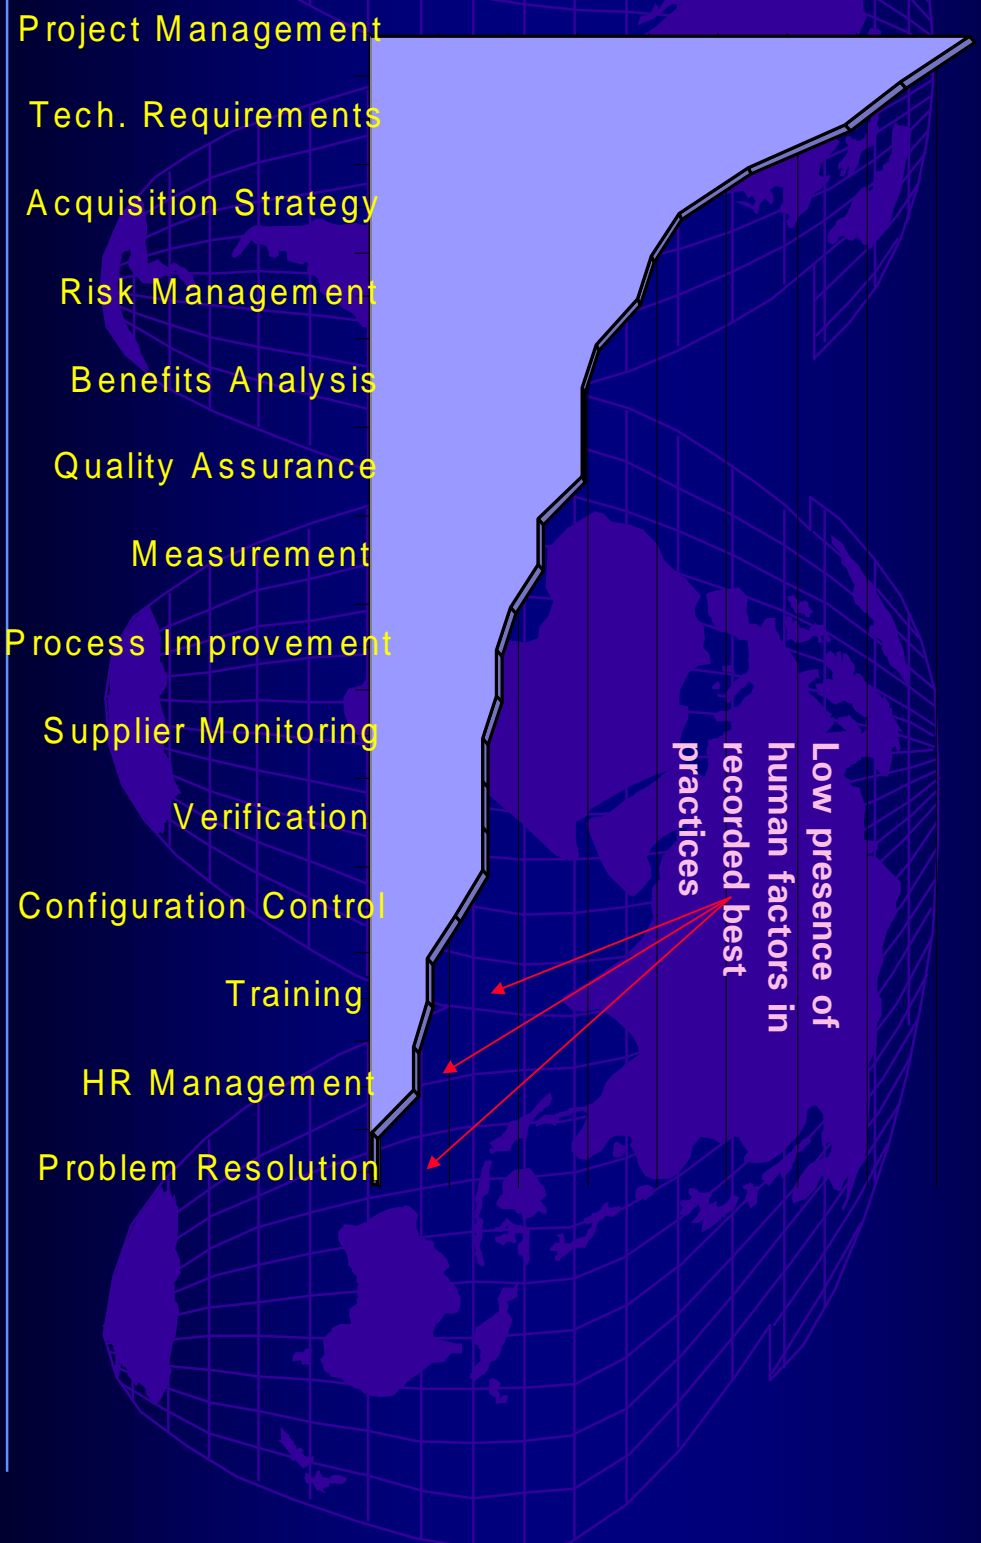 Project Management
Tech. Requirements
Acquisition Strategy
Risk Management
Benefits Analysis
Quality Assurance
Measurement
Process Improvement
Supplier Monitoring
Verification
Configuration Control
Training
HR Management
Problem Resolution
Low presence of
human factors in
recorded best
practices